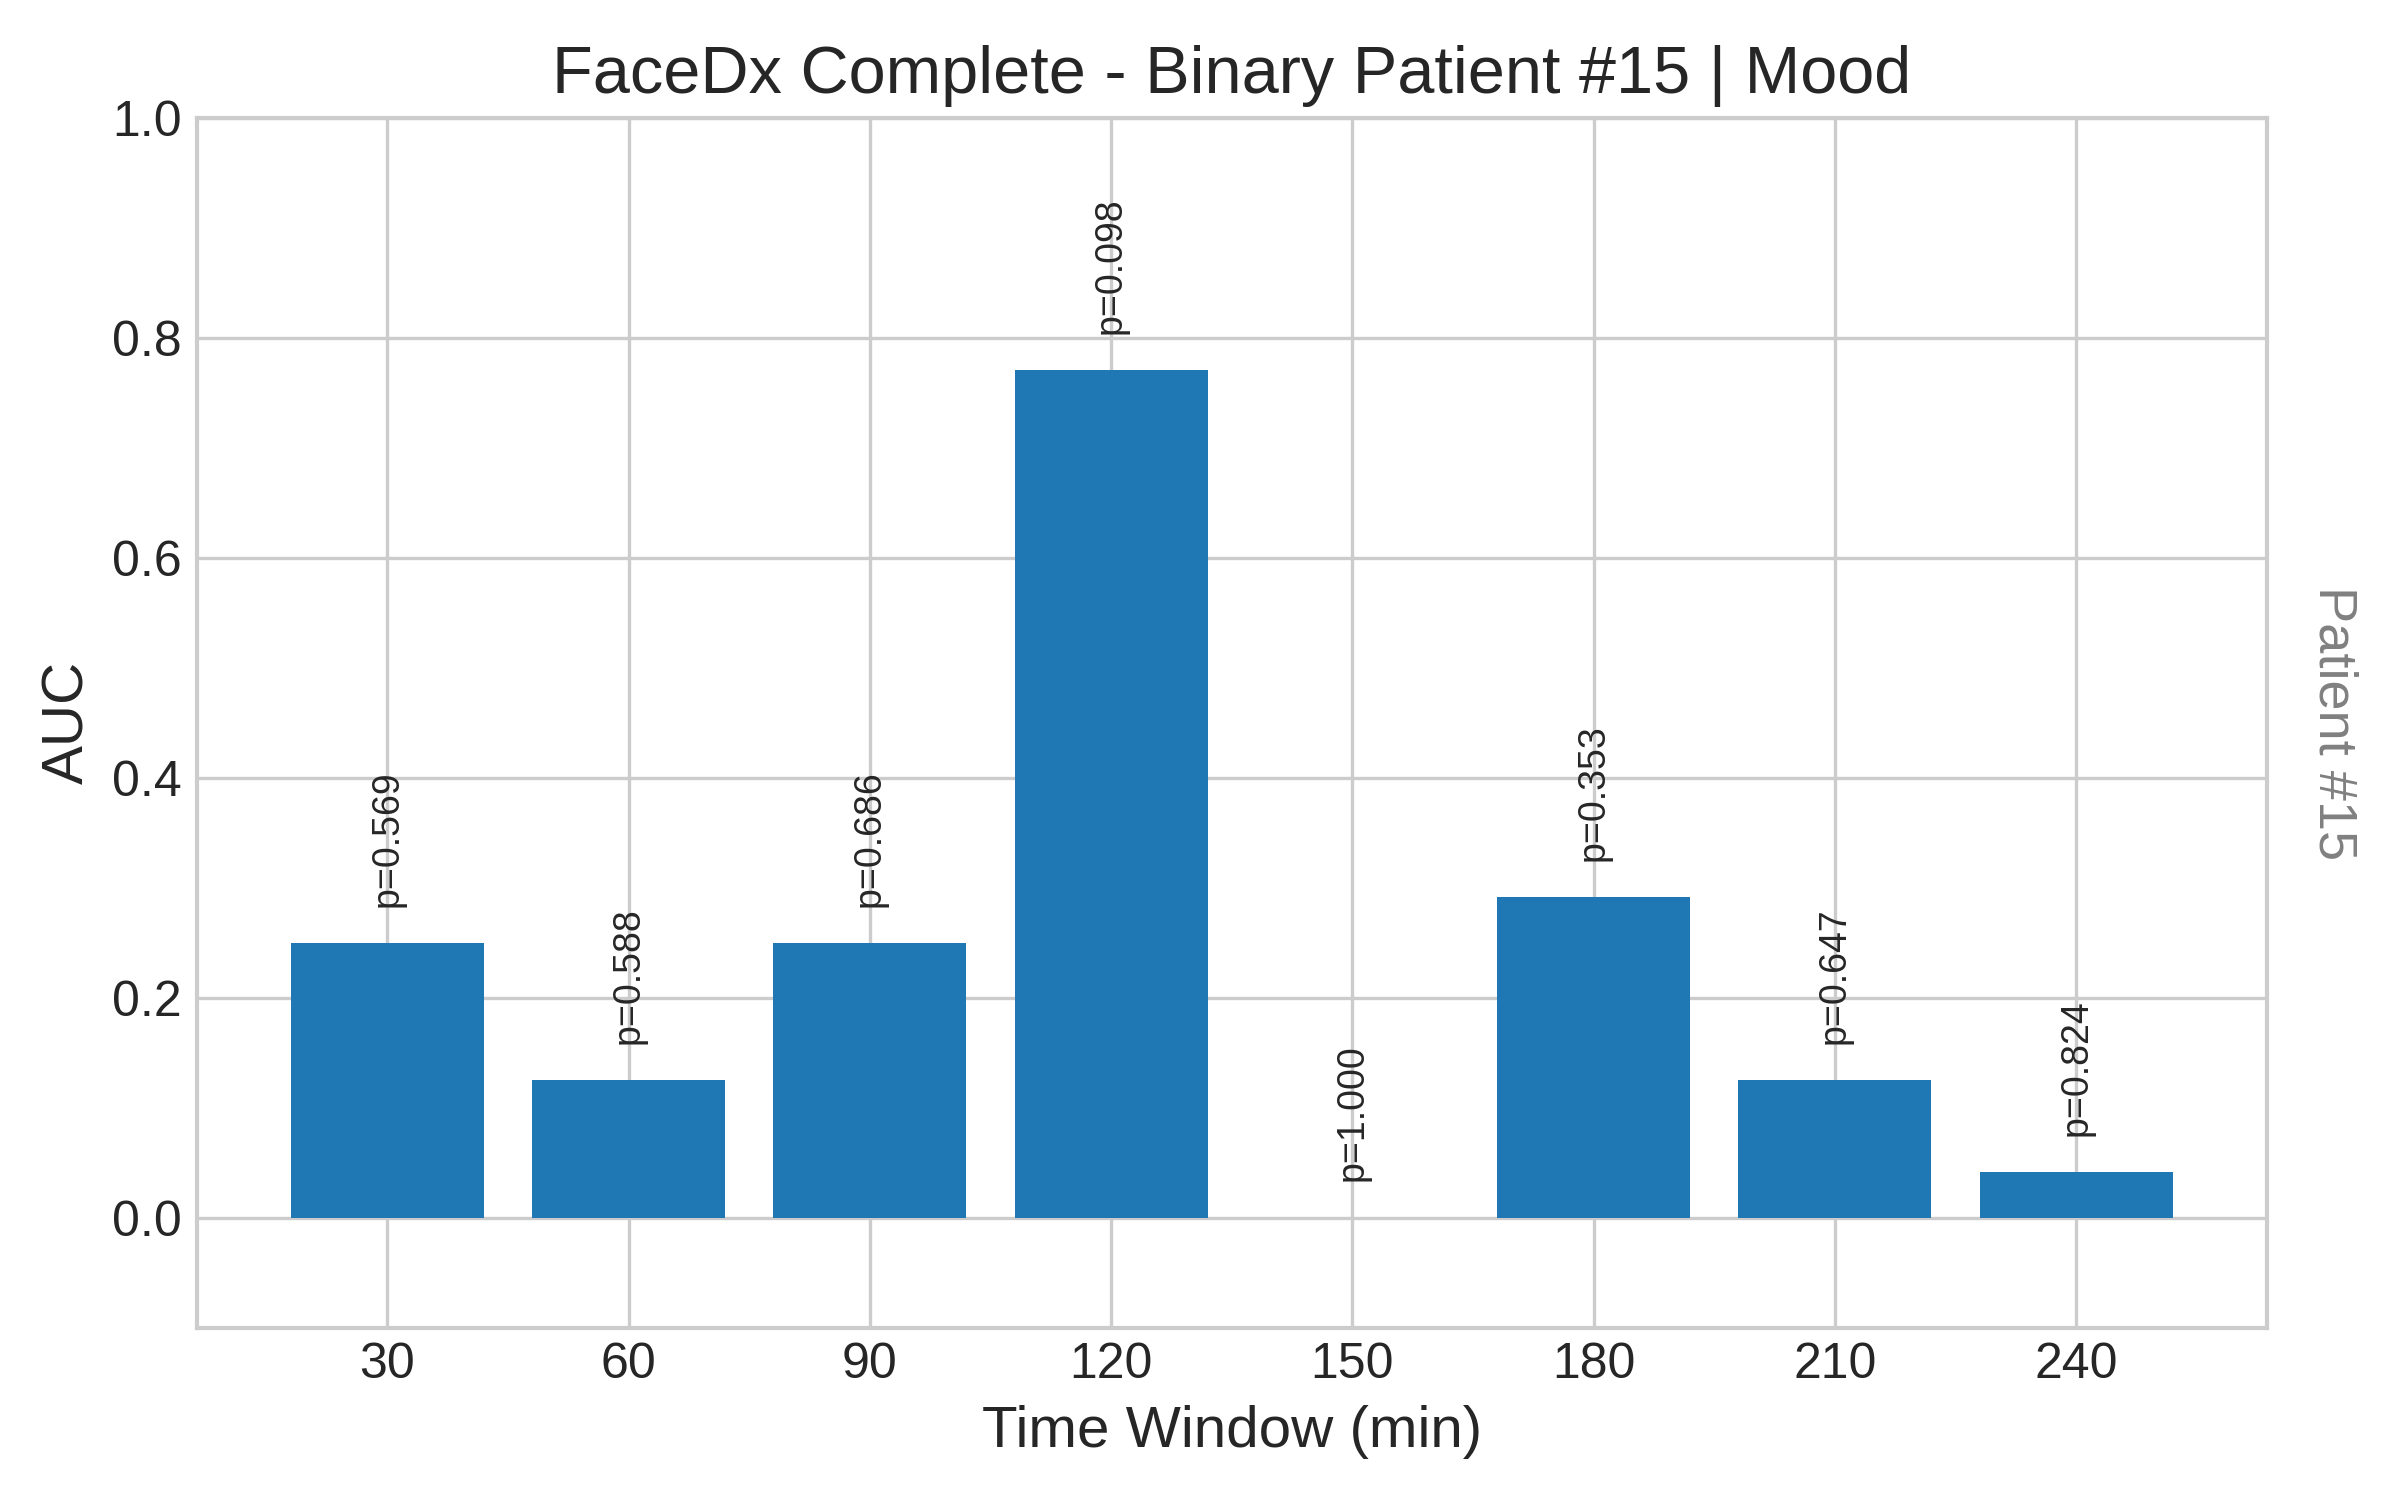 FaceDx Complete - Binary Patient #15 | Mood
1.0
0.8
0.6
0.4
0.2
0.0
AUC
p=0.569
p=0.588
p=0.686
p=0.098
p=1.000
p=0.353
p=0.647
p=0.824
30 60 90 120 150 180 210 240
Time Window (min)
Patient #15